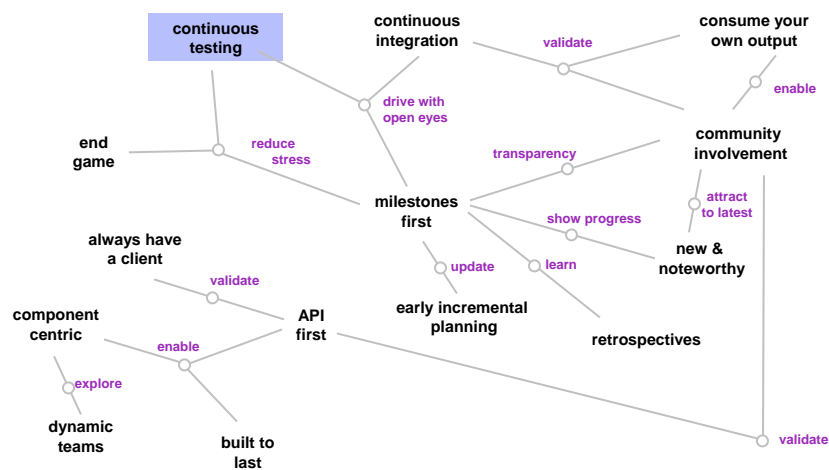 continuous
testing
continuous
integration
consume your
own output
validate
enable
drive with
open eyes
end
game
reduce
stress
community
involvement
transparency
milestones
first
attract
to latest
show progress
always have
a client
new &
noteworthy
update
learn
validate
component
centric
API
first
early incremental
planning
retrospectives
enable
explore
dynamic
teams
built to
last
validate